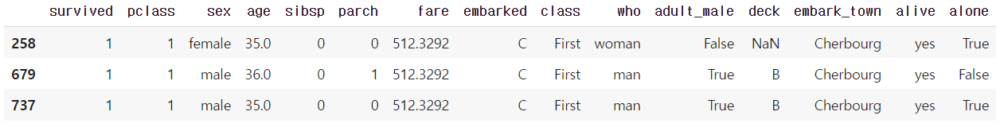 survived pclass sex age sibsp parch fare embarked class who adult_male deck embark_town alive alone
258 1 1 female 35.0 0 0 512.3292 C First woman False NaN Cherbourg yes True
679 1 1 male 36.0 0 1 512.3292 C First man True B Cherbourg yes False
737 1 1 male 35.0 0 0 512.3292 C First man True B Cherbourg yes True